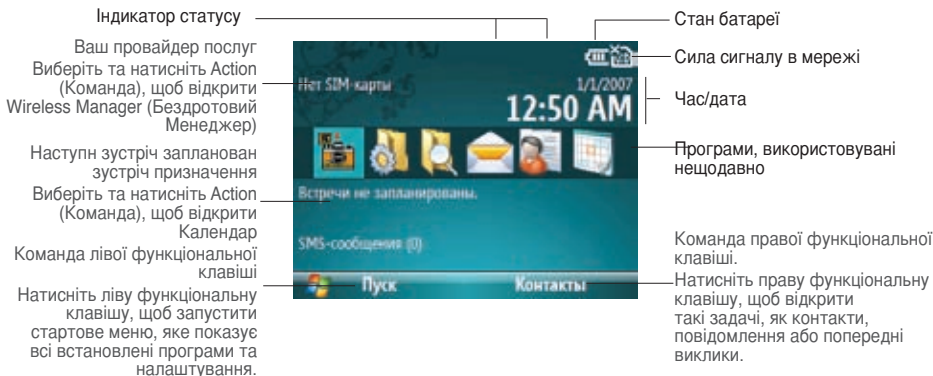 Індикатор статусу
Ваш провайдер послуг
Виберіть та натисніть Action
(Команда), щоб відкрити
Wireless Manager (Бездротовий
Менеджер)
Наступн зустріч запланован
зустріч призначення
Виберіть та натисніть Action
(Команда), щоб відкрити
Календар
Команда лівої функціональної
клавіші
Натисніть ліву функціональну
клавішу, щоб запустити
стартове меню, яке показує
всі встановлені програми та
налаштування.
Нет SIM-карты
1/1/2007
12:50 AM
Встречи не запланированы.
SMS-сообщения (0)
Пуск
Контакты
Стан батареї
Сила сигналу в мережі
Час/дата
Програми, використовувані
нещодавно
Команда правої функціональної
клавіші.
Натисніть праву функціональну
клавішу, щоб відкрити
такі задачі, як контакти,
повідомлення або попередні
виклики.